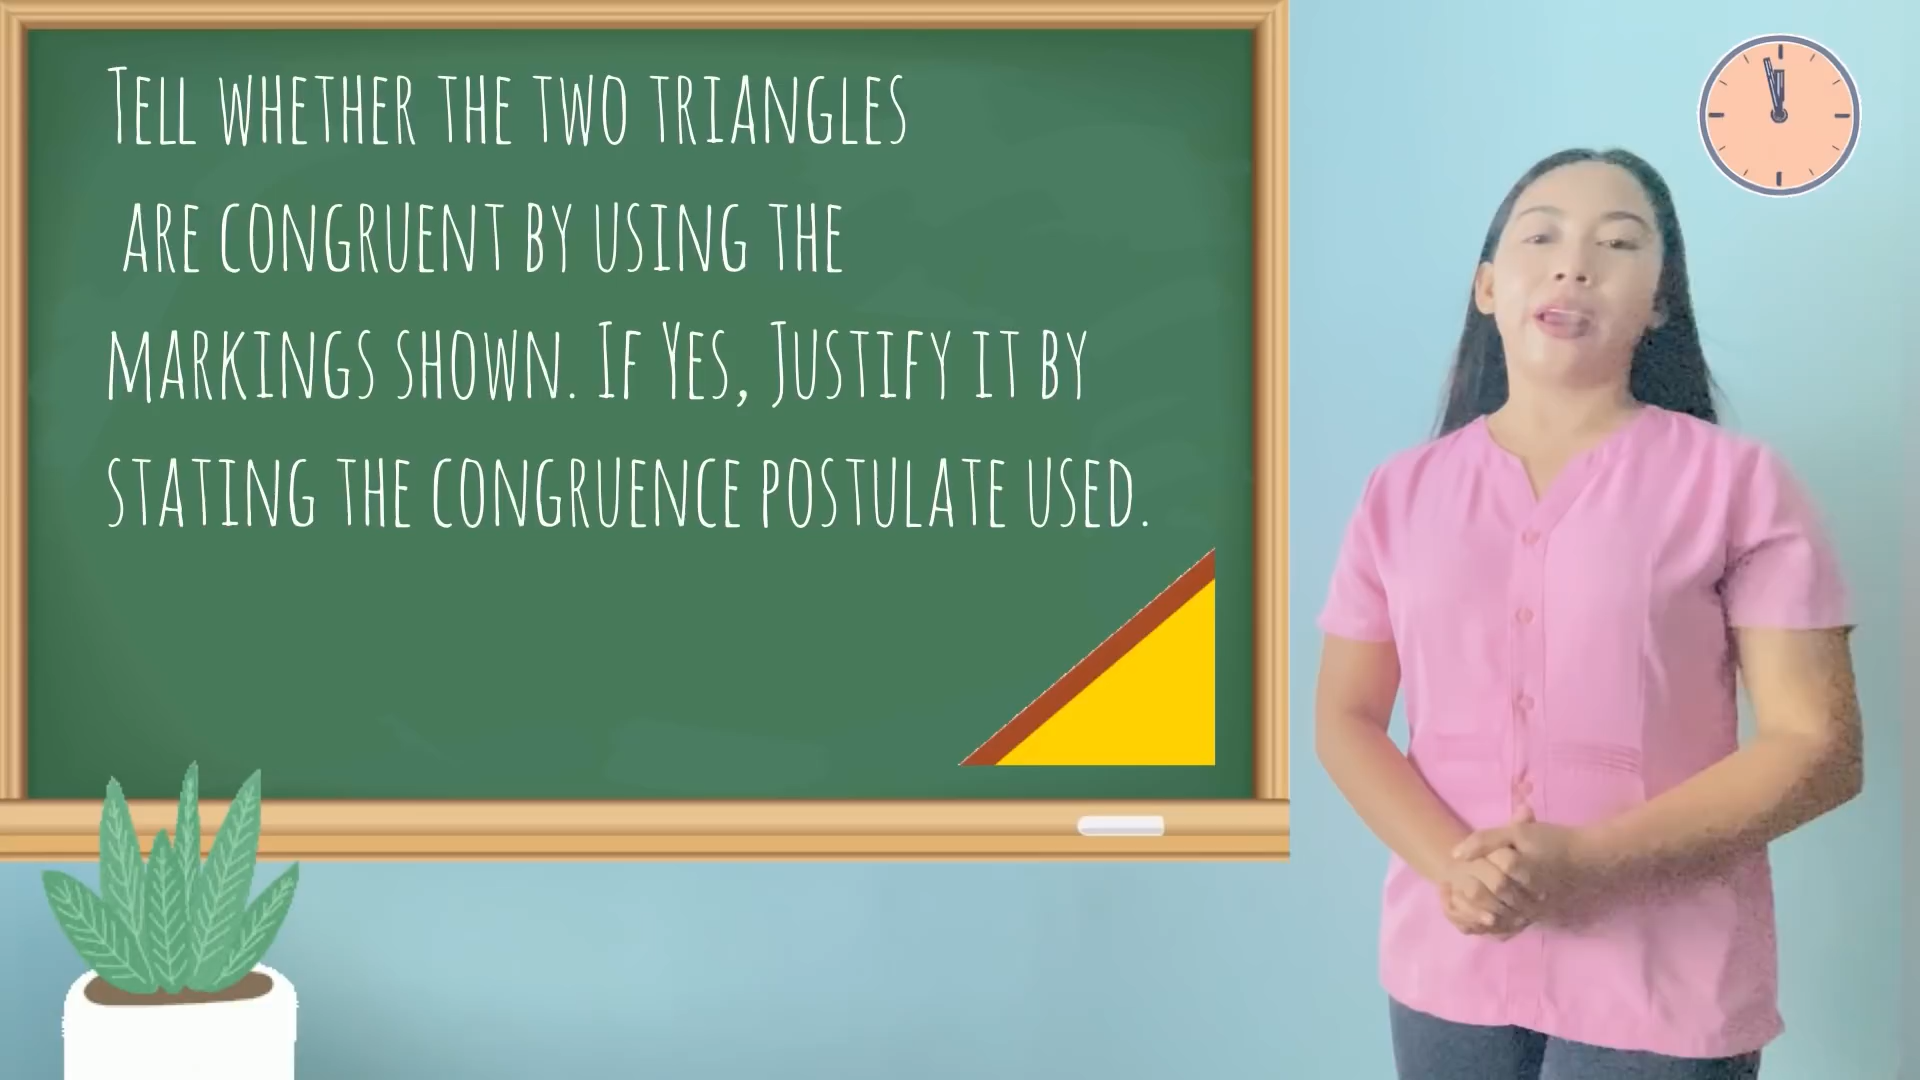 Tell whether the two triangles
are congruent by using the
markings shown. If Yes, Justify it by
stating the congruence postulate used.